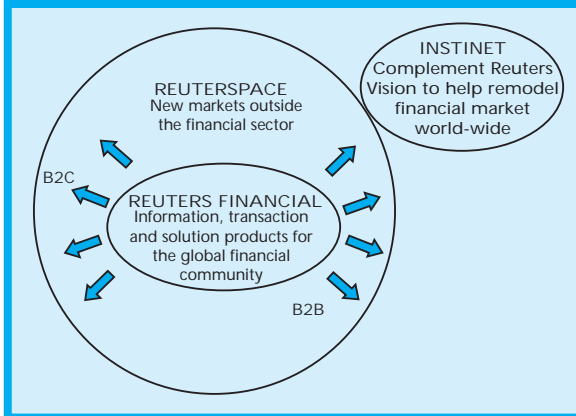 INSTINET
Complement Reuters
Vision to help remodel
financial market
world-wide
REUTERSPACE
New markets outside
the financial sector
B2C
REUTERS FINANCIAL
Information, transaction
and solution products for
the global financial
community
B2B